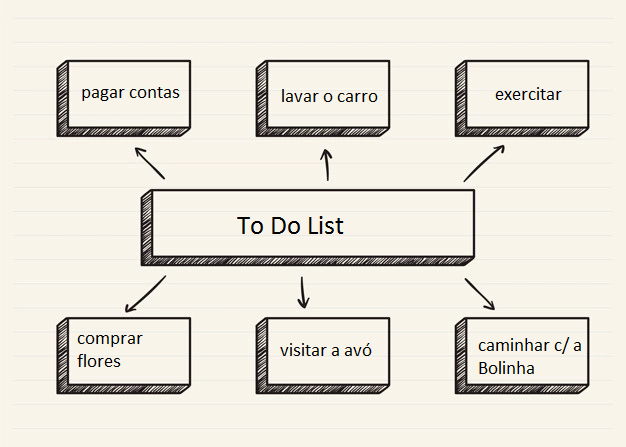 pagar contas
lavar o carro
exercitar
To Do List
comprar
flores
visitar a avó
caminhar c/ a
Bolinha